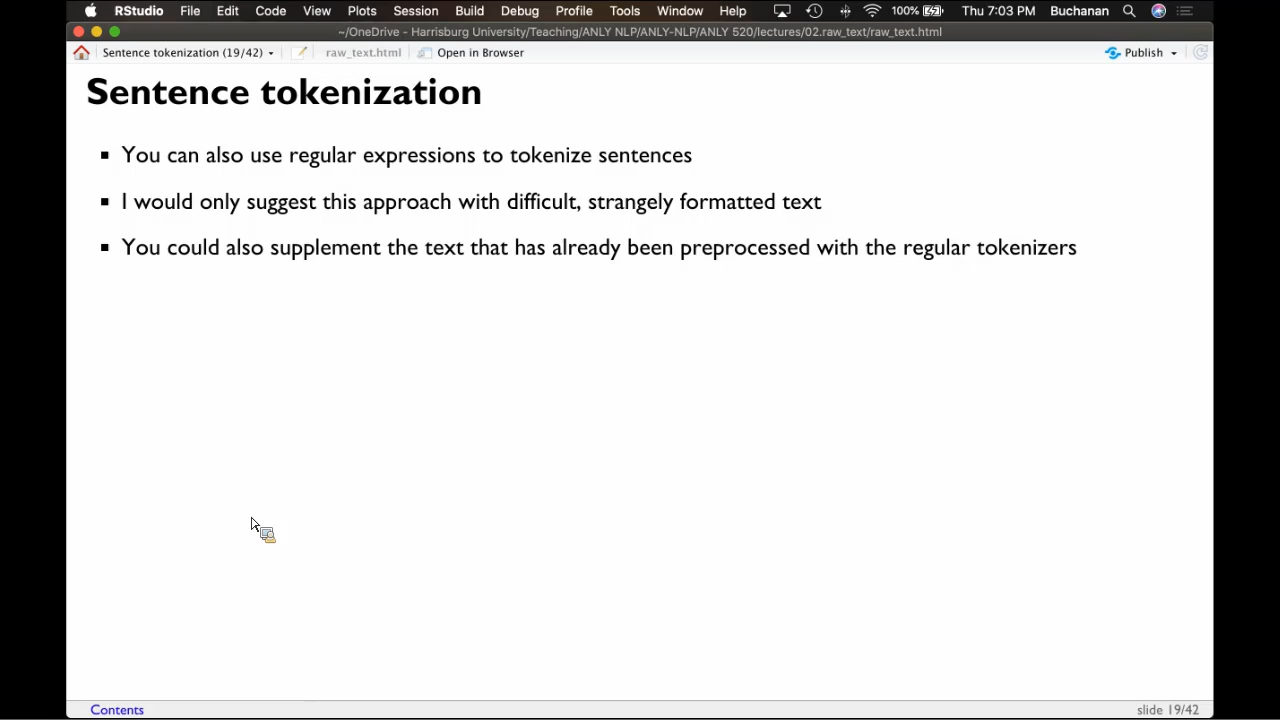 RStudio File Edit Code View Plots Session Build Debug Profile Tools Window Help 100% Thu 7:03 PM Buchanan
~/OneDrive - Harrisburg University/Teaching/ANLY NLP/ANLY-NLP/ANLY 520/lectures/02.raw_text/raw_text.html
Sentence tokenization (19/42) raw_text.html Open in Browser Publish
Sentence tokenization
You can also use regular expressions to tokenize sentences
I would only suggest this approach with difficult, strangely formatted text
You could also supplement the text that has already been preprocessed with the regular tokenizers
Contents slide 19/42